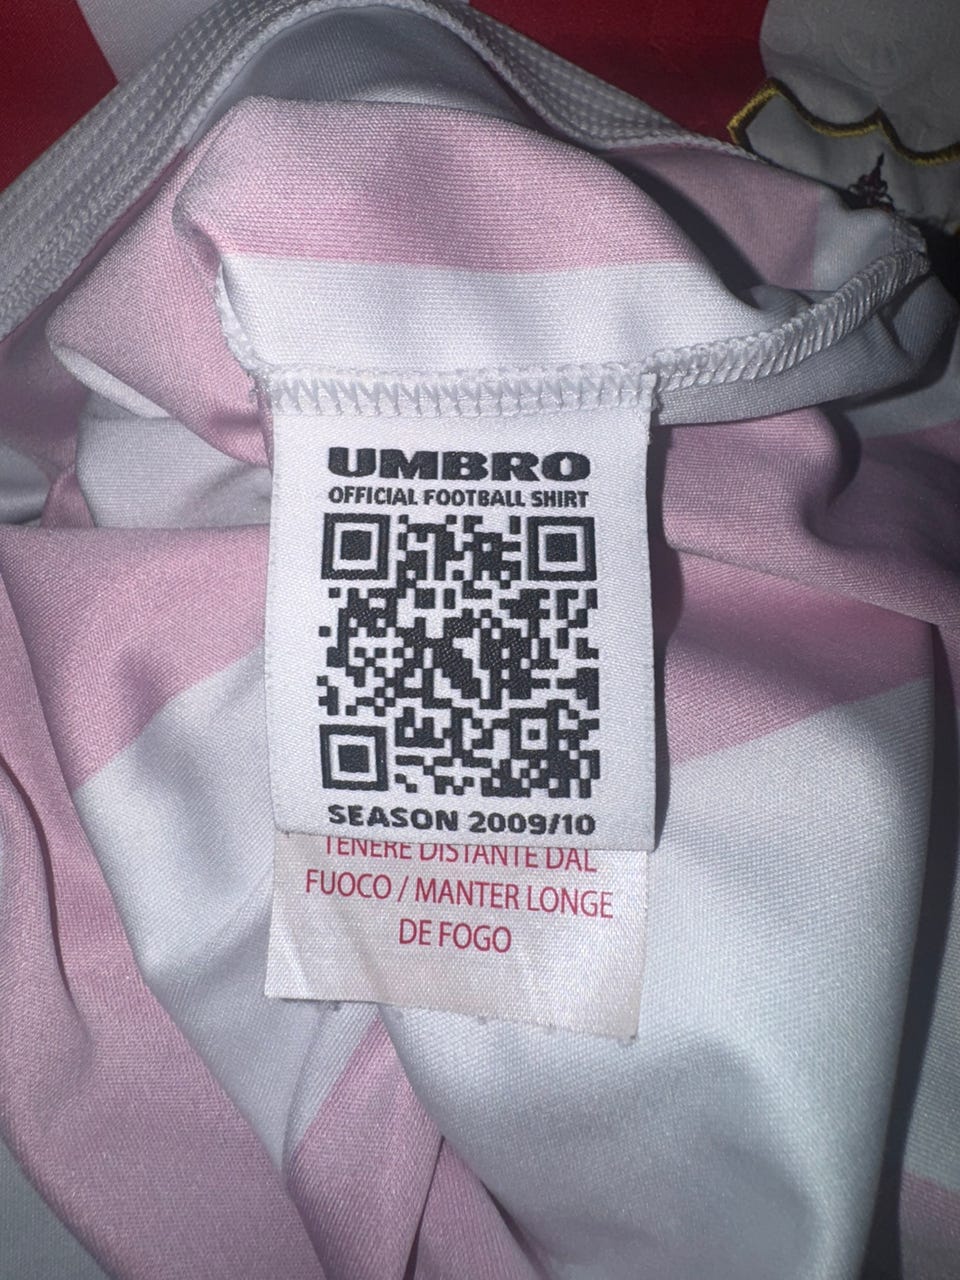 UMBRO
OFFICIAL FOOTBALL SHIRT
SEASON 2009/10
TENERE DISTANTE DAL
FUOCO / MANTER LONGE
DE FOGO